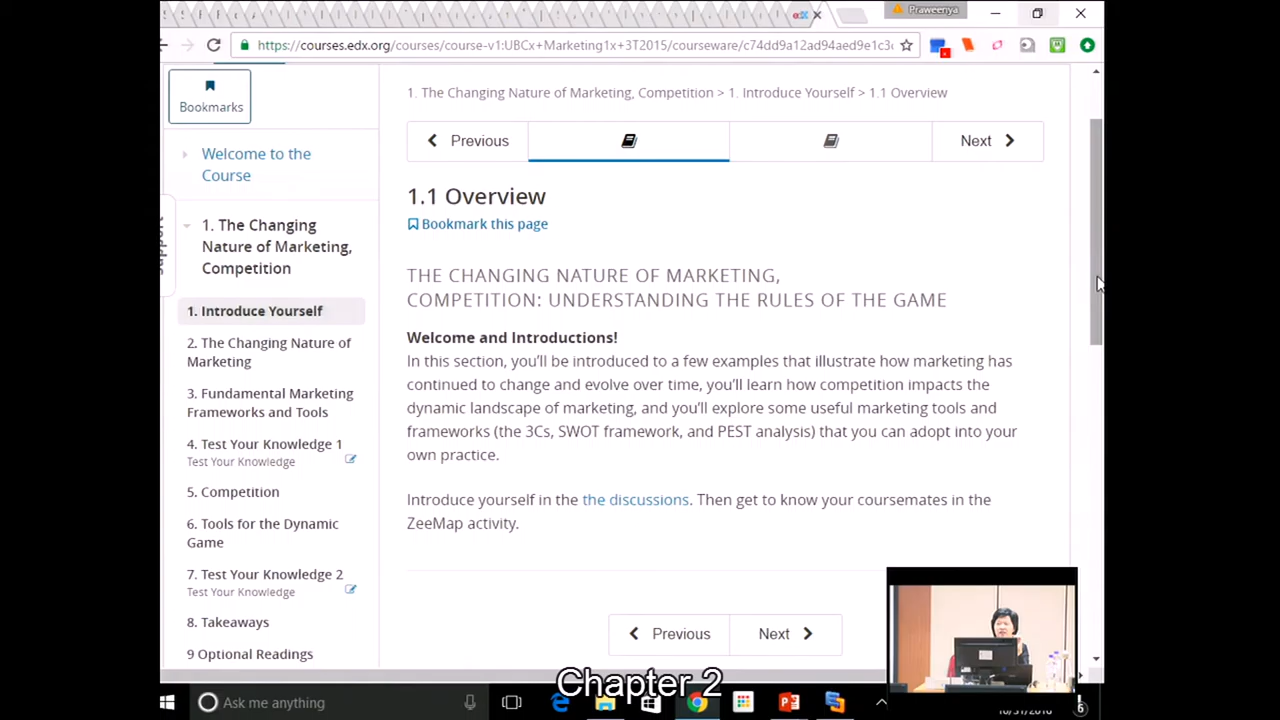 Praweenya
https://courses.edx.org/courses/course-v1:UBCx+Marketing1x+3T2015/courseware/c74dd9a12ad94aed9e1c3
Bookmarks
Welcome to the
Course
Support
1. The Changing
Nature of Marketing,
Competition
1. Introduce Yourself
2. The Changing Nature of
Marketing
3. Fundamental Marketing
Frameworks and Tools
4. Test Your Knowledge 1
Test Your Knowledge
5. Competition
6. Tools for the Dynamic
Game
7. Test Your Knowledge 2
Test Your Knowledge
8. Takeaways
9 Optional Readings
1. The Changing Nature of Marketing, Competition > 1. Introduce Yourself > 1.1 Overview
Previous
Next
1.1 Overview
Bookmark this page
THE CHANGING NATURE OF MARKETING,
COMPETITION: UNDERSTANDING THE RULES OF THE GAME
Welcome and Introductions!
In this section, you'll be introduced to a few examples that illustrate how marketing has
continued to change and evolve over time, you'll learn how competition impacts the
dynamic landscape of marketing, and you'll explore some useful marketing tools and
frameworks (the 3Cs, SWOT framework, and PEST analysis) that you can adopt into your
own practice.
Introduce yourself in the the discussions. Then get to know your coursemates in the
ZeeMap activity.
Previous
Next
Chapter 2
Ask me anything